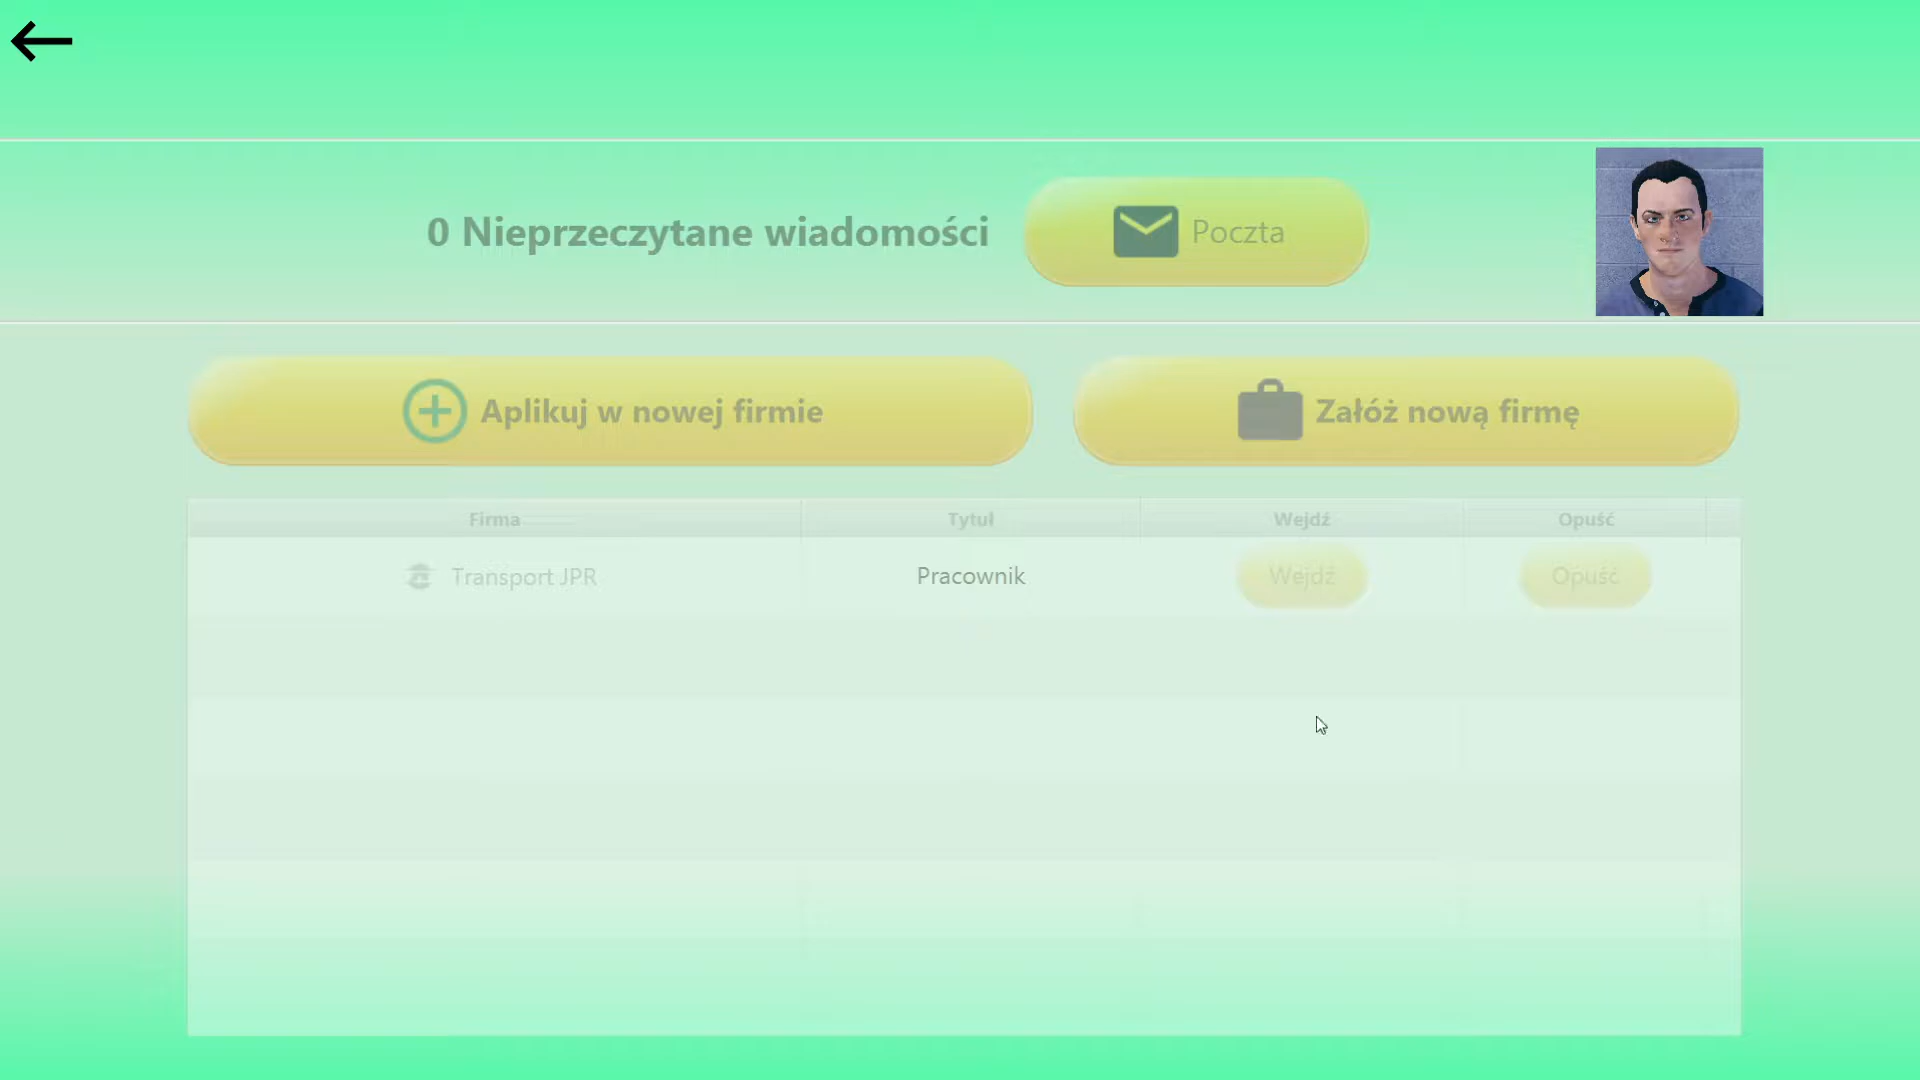 0 Nieprzeczytane wiadomości
Poczta
Aplikuj w nowej firmie
Załóż nową firmę
Firma Tytuł Wejdź Opuść
Transport JPR Pracownik Wejdź Opuść